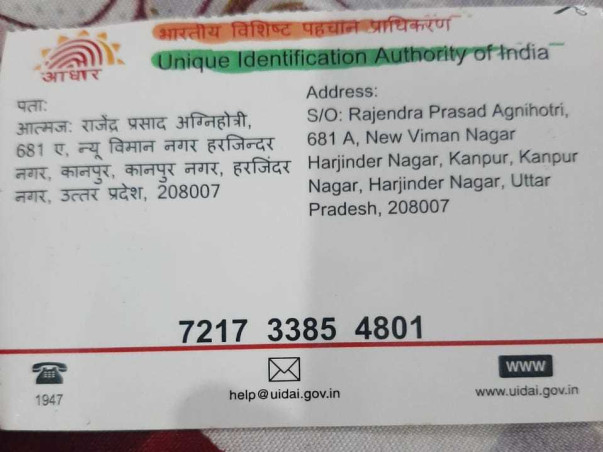 भारतीय विशिष्ट पहचान प्राधिकरण
Unique Identification Authority of India
आधार
पता:
आत्मज: राजेंद्र प्रसाद अग्निहोत्री,
681 ए, न्यू विमान नगर हरजिन्दर
नगर, कानपुर, कानपुर नगर, हरजिंदर
नगर, उत्तर प्रदेश, 208007
Address:
S/O: Rajendra Prasad Agnihotri,
681 A, New Viman Nagar
Harjinder Nagar, Kanpur, Kanpur
Nagar, Harjinder Nagar, Uttar
Pradesh, 208007
7217 3385 4801
1947
help@uidai.gov.in
www
www.uidai.gov.in